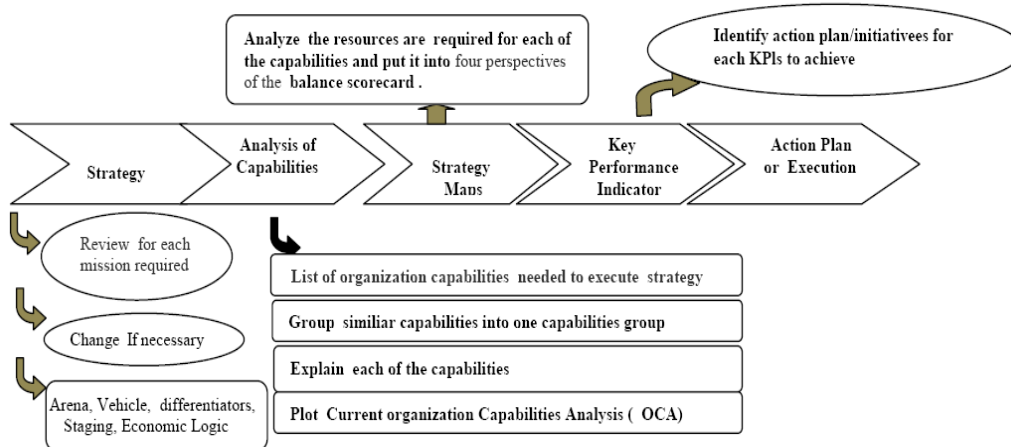 Analyze the resources are required for each of
the capabilities and put it into four perspectives
of the balance scorecard .
Identify action plan/initiativees for
each KPIs to achieve
Strategy
Analysis of
Capabilities
Strategy
Maps
Key
Performance
Indicator
Action Plan
or Execution
Review for each
mission required
Change If necessary
Arena, Vehicle, differentiators,
Staging, Economic Logic
List of organization capabilities needed to execute strategy
Group similiar capabilities into one capabilities group
Explain each of the capabilities
Plot Current organization Capabilities Analysis ( OCA)